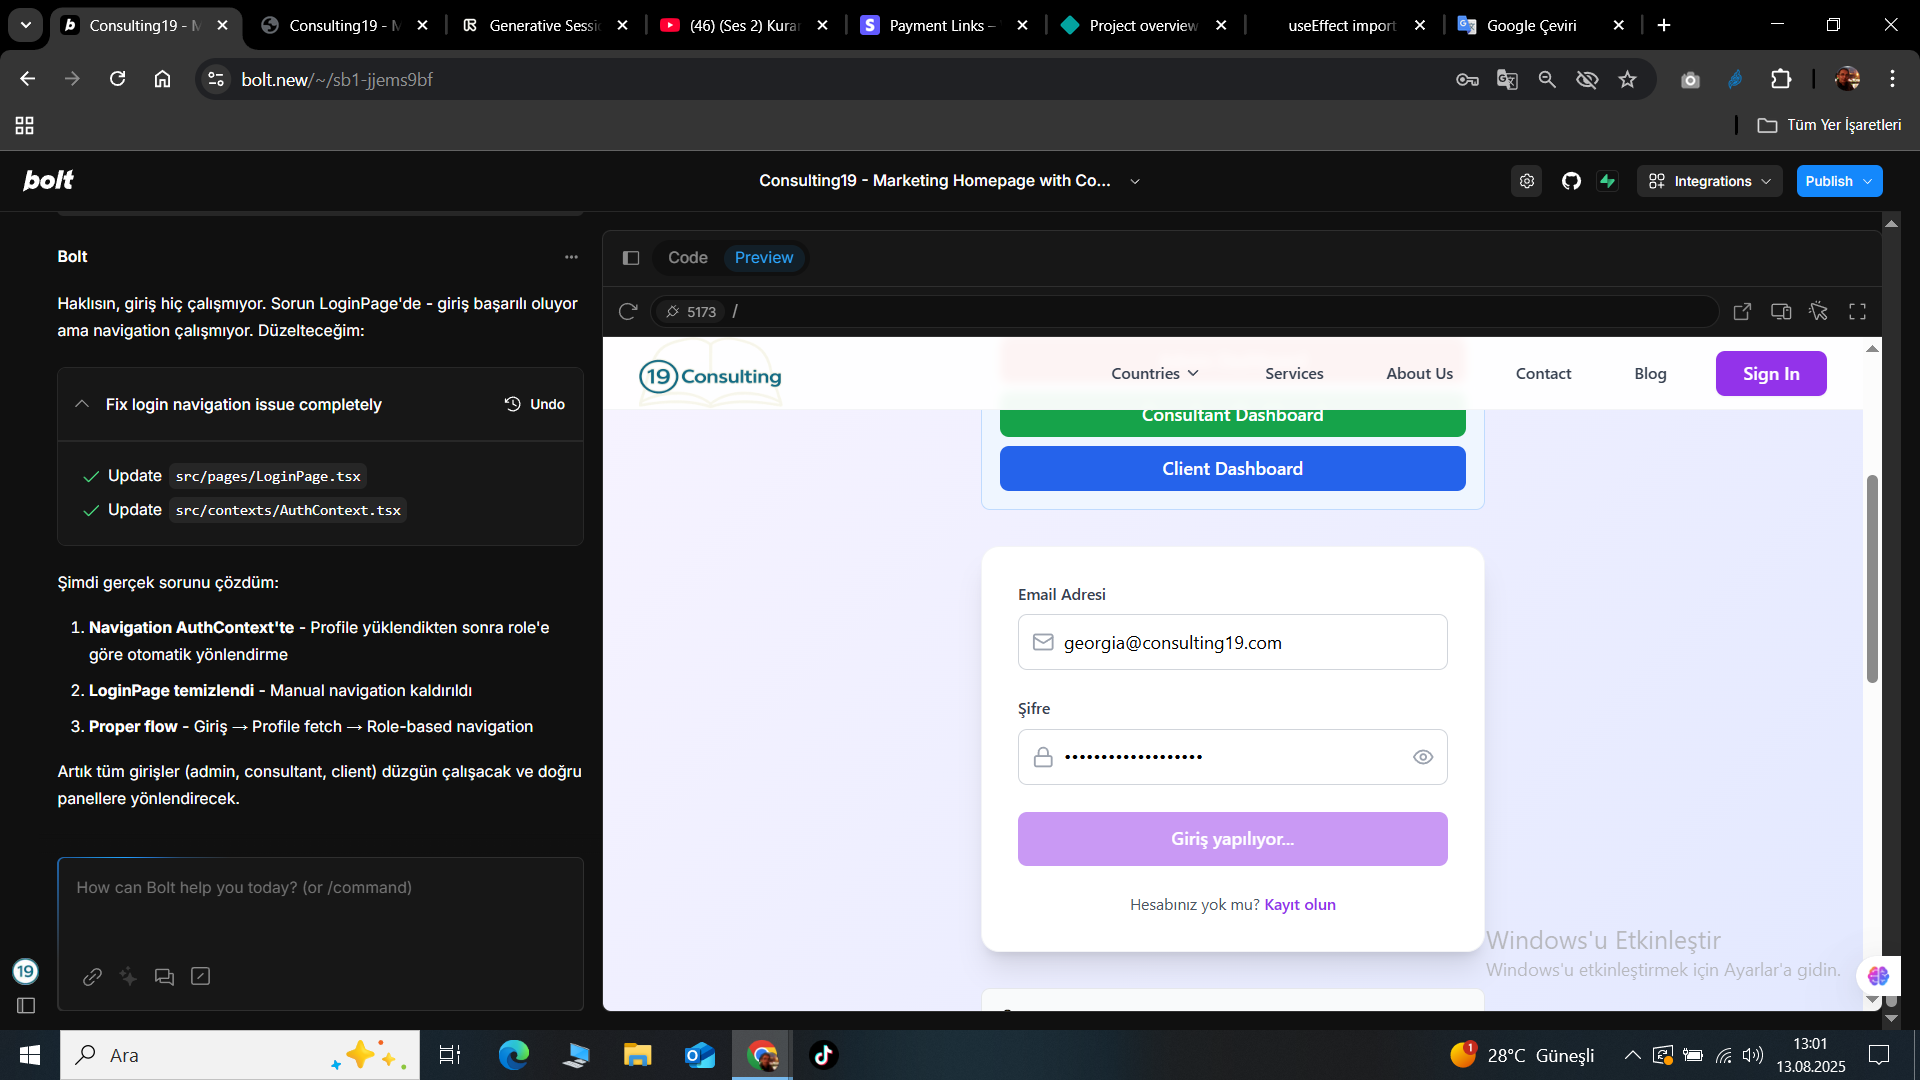 Consulting19 - M
Consulting19 - M
Generative Sessi
(46) (Ses 2) Kurar
Payment Links –
Project overview
useEffect import
Google Çeviri
bolt.new/~/sb1-jjems9bf
Tüm Yer İşaretleri
bolt
Consulting19 - Marketing Homepage with Co...
Integrations
Publish
Bolt
Haklısın, giriş hiç çalışmıyor. Sorun LoginPage'de - giriş başarılı oluyor
ama navigation çalışmıyor. Düzelteceğim:
Fix login navigation issue completely
Undo
Update src/pages/LoginPage.tsx
Update src/contexts/AuthContext.tsx
Şimdi gerçek sorunu çözdüm:
1. Navigation AuthContext'te - Profile yüklendikten sonra role'e
göre otomatik yönlendirme
2. LoginPage temizlendi - Manual navigation kaldırıldı
3. Proper flow - Giriş → Profile fetch → Role-based navigation
Artık tüm girişler (admin, consultant, client) düzgün çalışacak ve doğru
panellere yönlendirecek.
How can Bolt help you today? (or /command)
19
Code
Preview
5173 /
19 Consulting
Countries
Services
About Us
Contact
Blog
Sign In
Consultant Dashboard
Client Dashboard
Email Adresi
georgia@consulting19.com
Şifre
Giriş yapılıyor...
Hesabınız yok mu? Kayıt olun
Windows'u Etkinleştir
Windows'u etkinleştirmek için Ayarlar'a gidin.
Ara
1
28°C Güneşli
13:01
13.08.2025